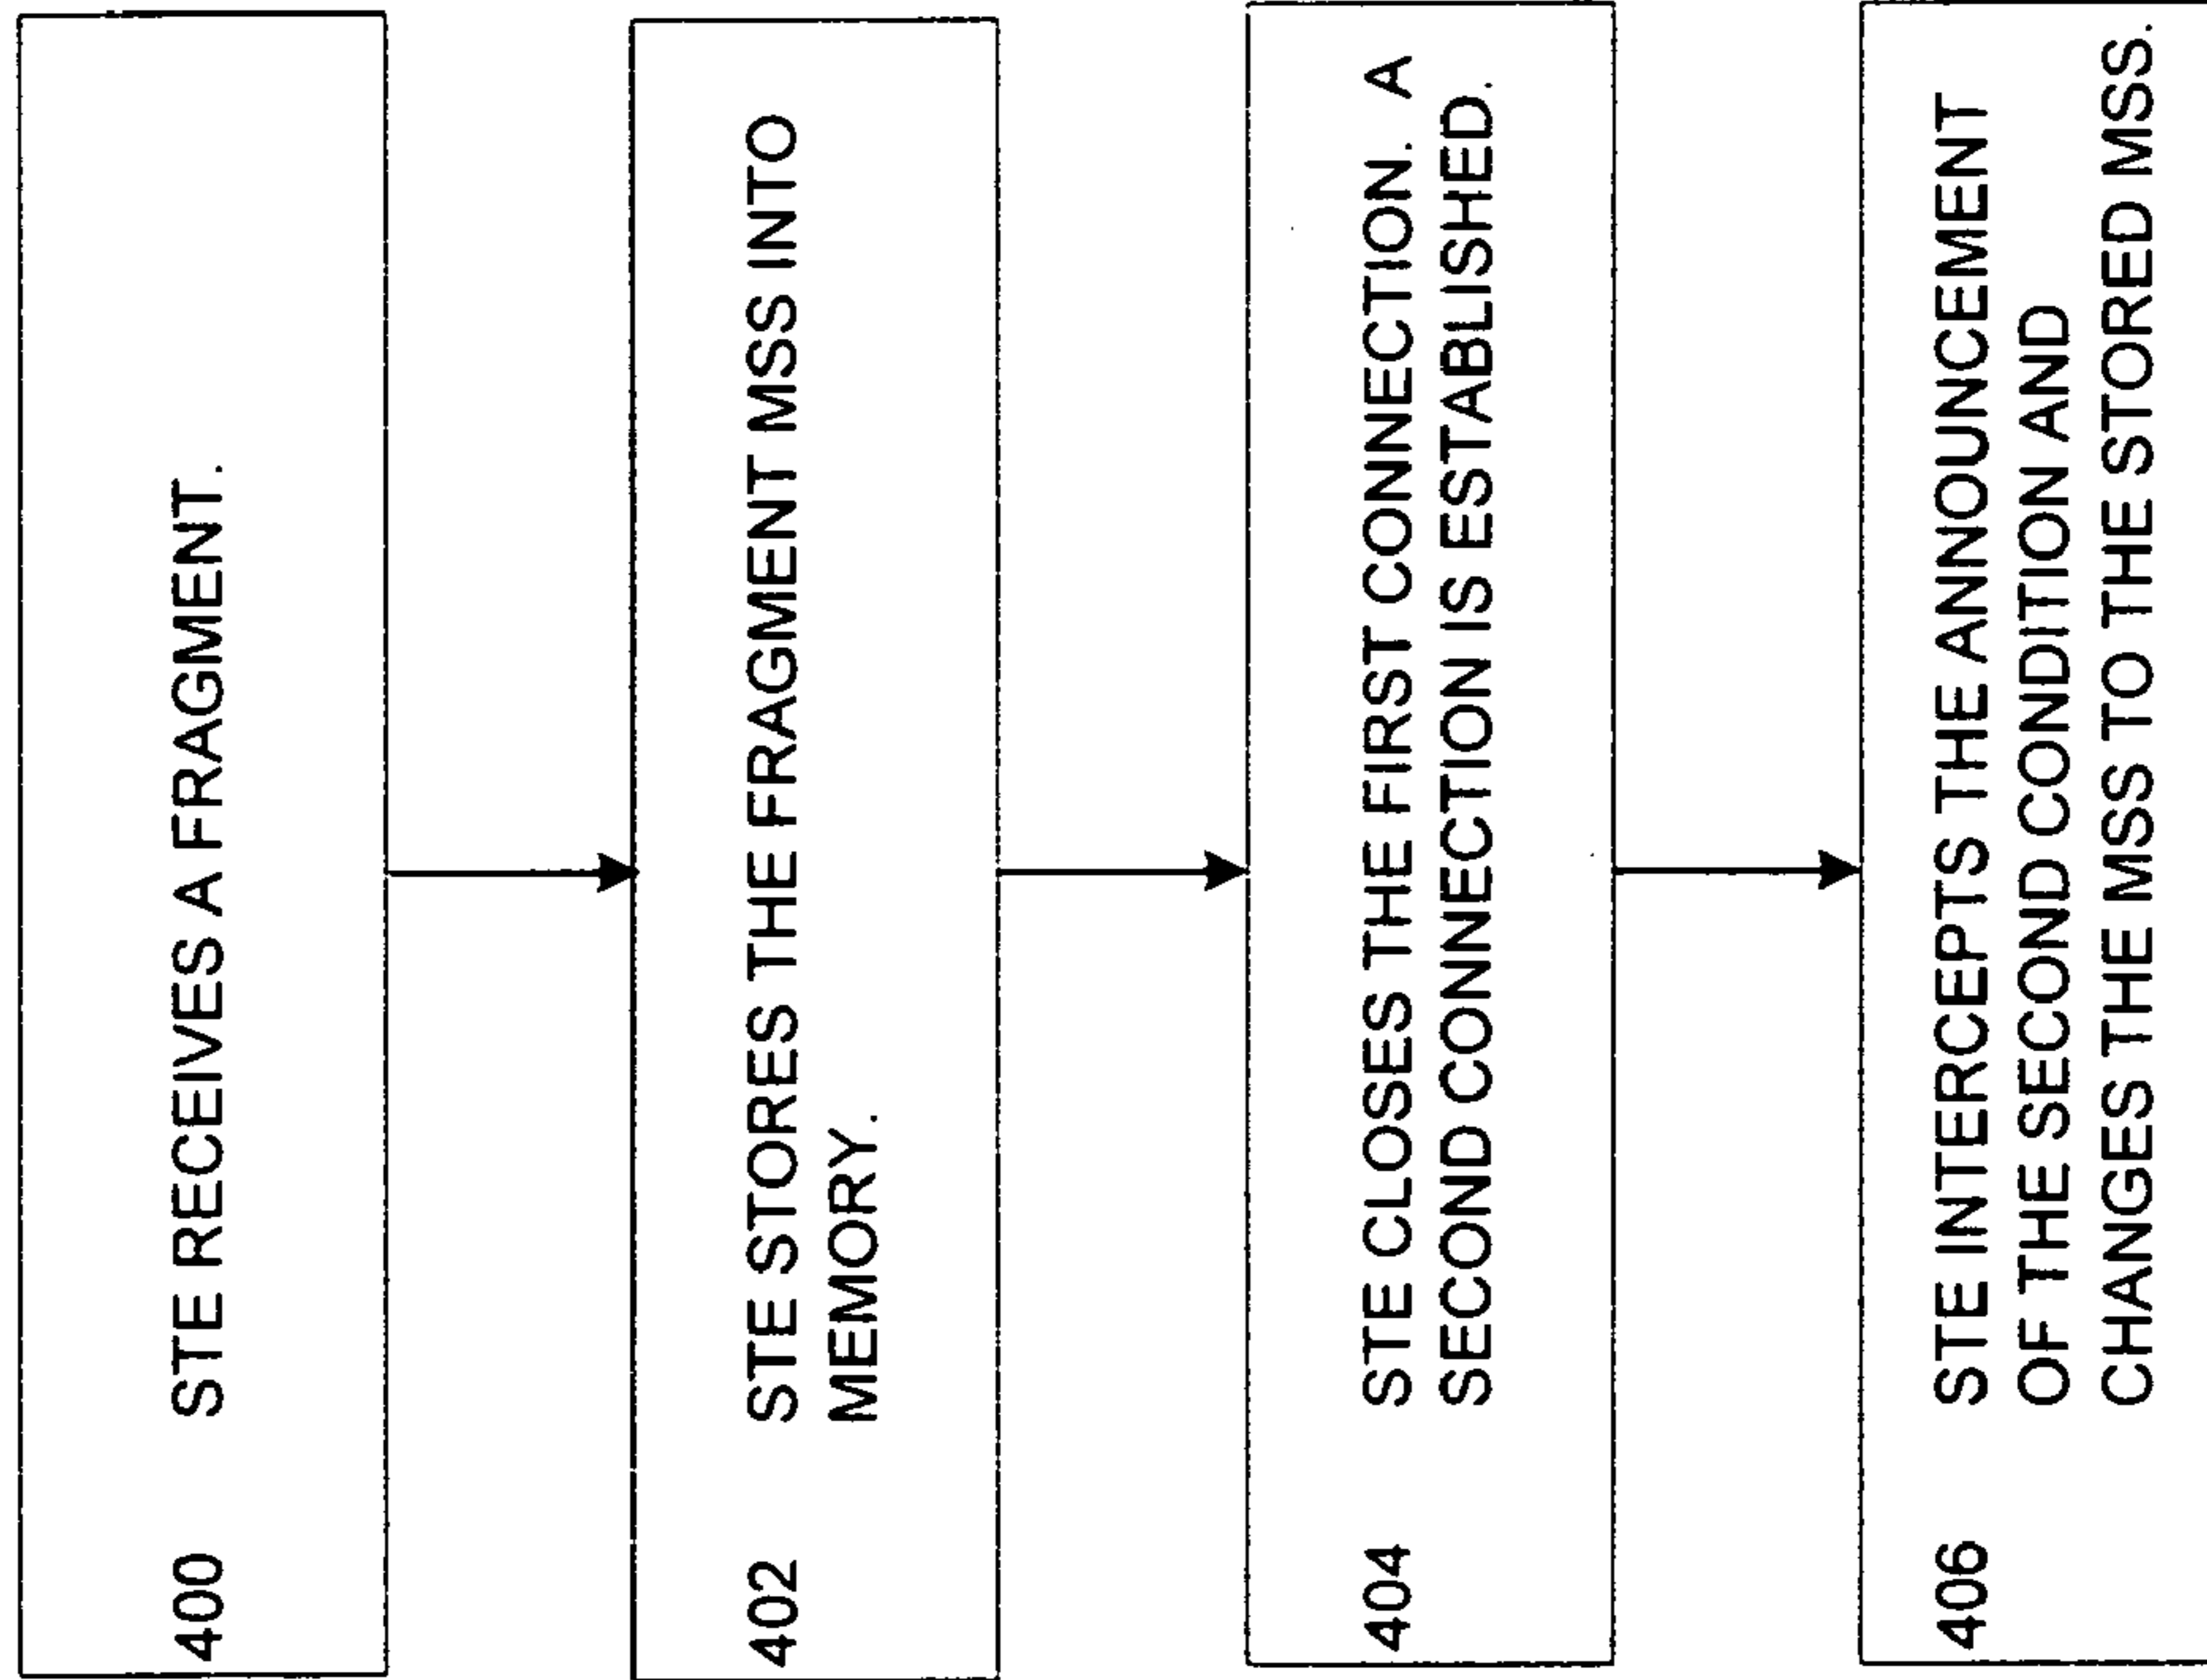 400 STE RECEIVES A FRAGMENT.
402 STE STORES THE FRAGMENT MSS INTO
MEMORY.
404 STE CLOSES THE FIRST CONNECTION. A
SECOND CONNECTION IS ESTABLISHED.
406 STE INTERCEPTS THE ANNOUNCEMENT
OF THE SECOND CONDITION AND
CHANGES THE MSS TO THE STORED MSS.